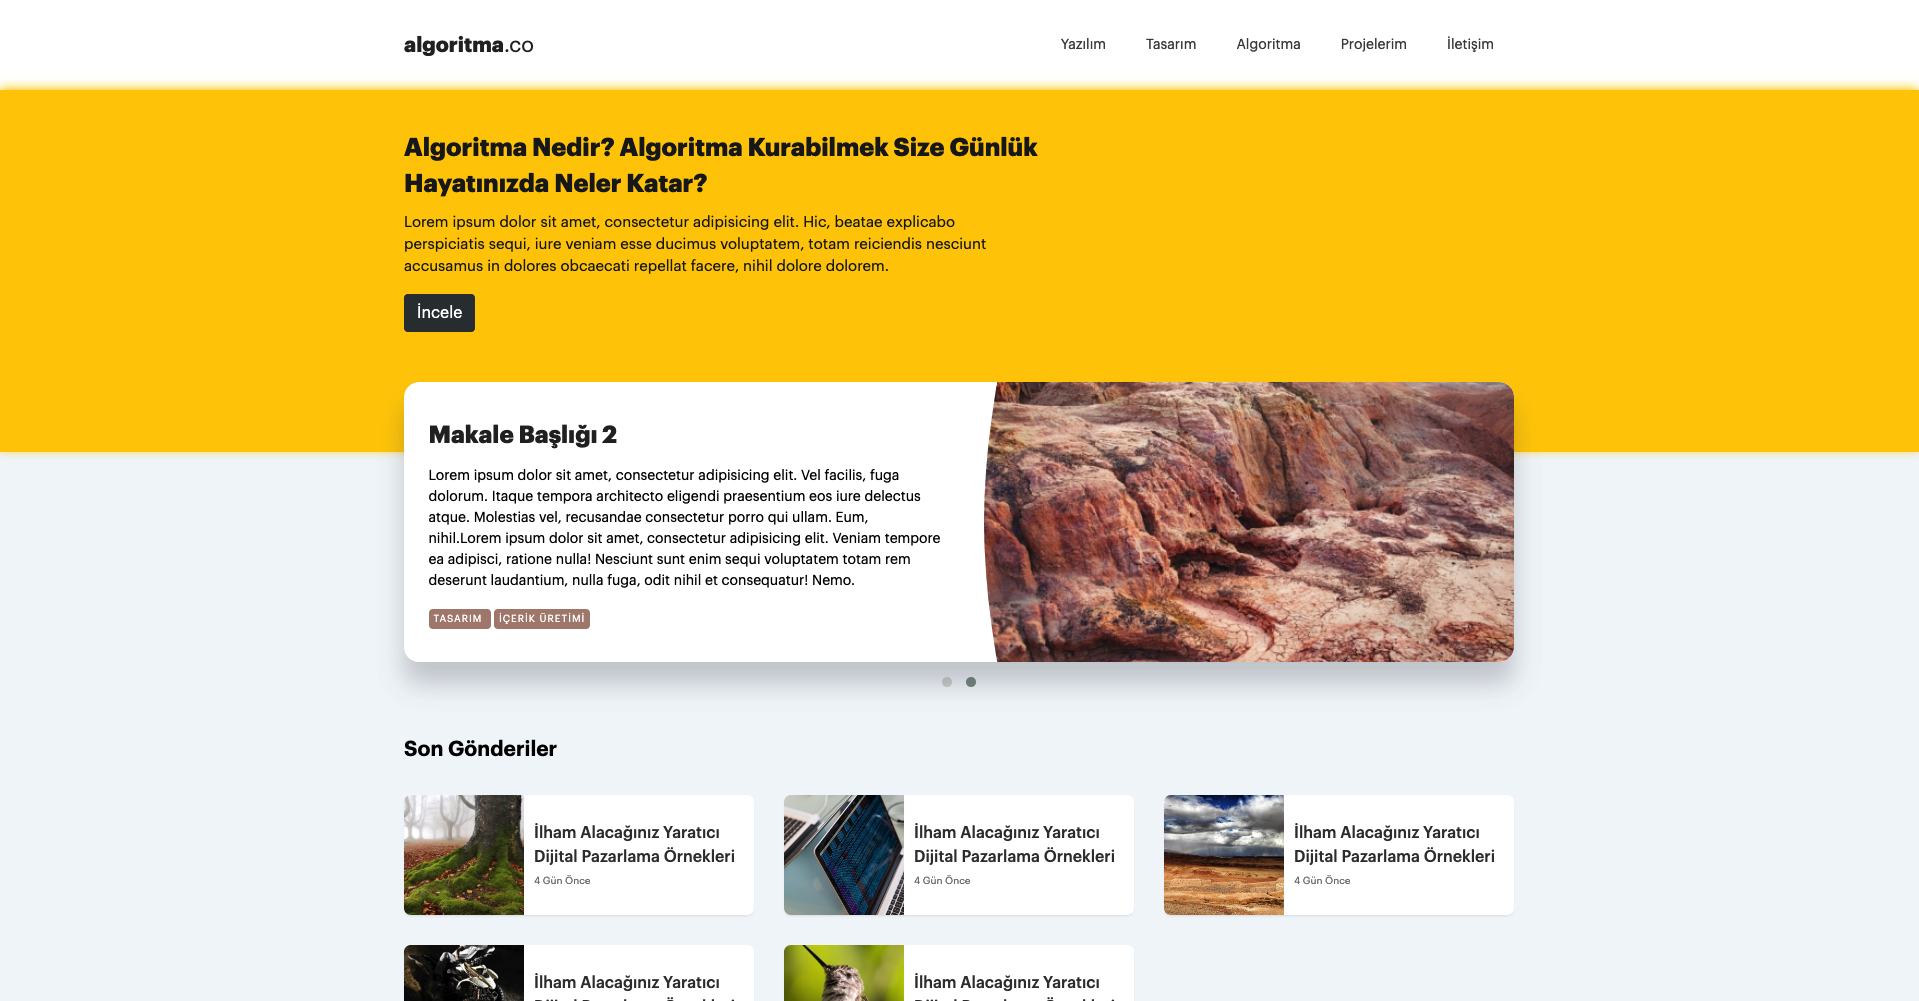 algoritma.co
Yazılım Tasarım Algoritma Projelerim İletişim
Algoritma Nedir? Algoritma Kurabilmek Size Günlük
Hayatınızda Neler Katar?
Lorem ipsum dolor sit amet, consectetur adipisicing elit. Hic, beatae explicabo
perspiciatis sequi, iure veniam esse ducimus voluptatem, totam reiciendis nesciunt
accusamus in dolores obcaecati repellat facere, nihil dolore dolorem.
İncele
Makale Başlığı 2
Lorem ipsum dolor sit amet, consectetur adipisicing elit. Vel facilis, fuga
dolorum. Itaque tempora architecto eligendi praesentium eos iure delectus
atque. Molestias vel, recusandae consectetur porro qui ullam. Eum,
nihil.Lorem ipsum dolor sit amet, consectetur adipisicing elit. Veniam tempore
ea adipisci, ratione nulla! Nesciunt sunt enim sequi voluptatem totam rem
deserunt laudantium, nulla fuga, odit nihil et consequatur! Nemo.
TASARIM İÇERİK ÜRETİMİ
Son Gönderiler
İlham Alacağınız Yaratıcı
Dijital Pazarlama Örnekleri
4 Gün Önce
İlham Alacağınız Yaratıcı
Dijital Pazarlama Örnekleri
4 Gün Önce
İlham Alacağınız Yaratıcı
Dijital Pazarlama Örnekleri
4 Gün Önce
İlham Alacağınız Yaratıcı
İlham Alacağınız Yaratıcı